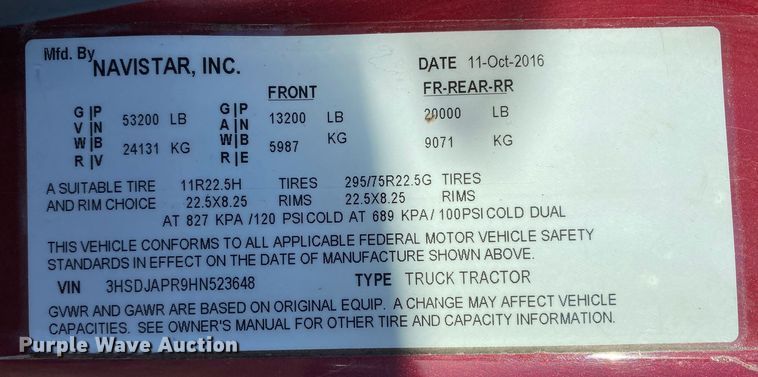 Mfd. By NAVISTAR, INC. DATE 11-Oct-2016
FRONT FR-REAR-RR
G|P 53200 LB G|P 13200 LB 20000 LB
V|N A|N
W|B 24131 KG W|B 5987 KG 9071 KG
R|V R|E
A SUITABLE TIRE 11R22.5H TIRES 295/75R22.5G TIRES
AND RIM CHOICE 22.5X8.25 RIMS 22.5X8.25 RIMS
AT 827 KPA /120 PSI COLD AT 689 KPA/ 100PSI COLD DUAL
THIS VEHICLE CONFORMS TO ALL APPLICABLE FEDERAL MOTOR VEHICLE SAFETY
STANDARDS IN EFFECT ON THE DATE OF MANUFACTURE SHOWN ABOVE.
VIN 3HSDJAPR9HN523648 TYPE TRUCK TRACTOR
GVWR AND GAWR ARE BASED ON ORIGINAL EQUIP. A CHANGE MAY AFFECT VEHICLE
CAPACITIES. SEE OWNER'S MANUAL FOR OTHER TIRE AND CAPACITY INFORMATION.
Purple Wave Auction